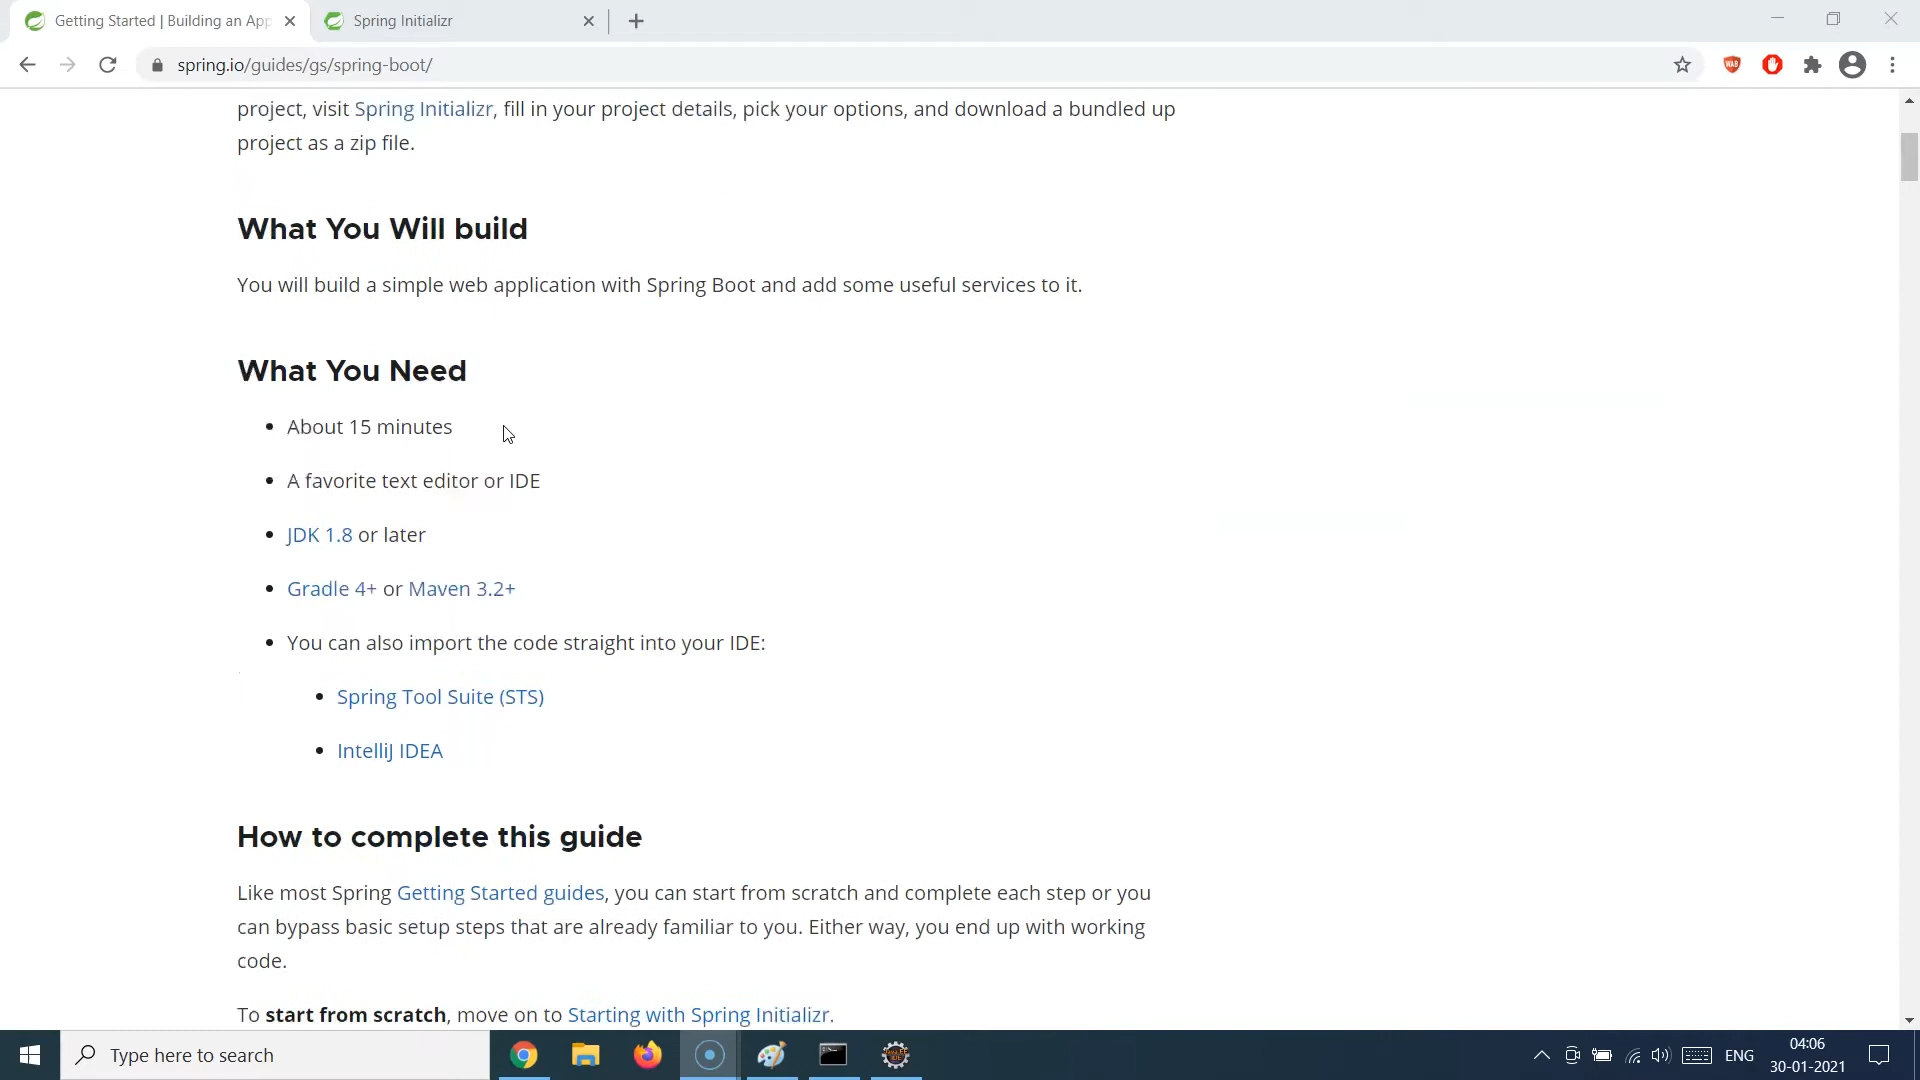 Getting Started | Building an App
Spring Initializr
spring.io/guides/gs/spring-boot/
project, visit Spring Initializr, fill in your project details, pick your options, and download a bundled up
project as a zip file.
What You Will build
You will build a simple web application with Spring Boot and add some useful services to it.
What You Need
About 15 minutes
A favorite text editor or IDE
JDK 1.8 or later
Gradle 4+ or Maven 3.2+
You can also import the code straight into your IDE:
Spring Tool Suite (STS)
IntelliJ IDEA
How to complete this guide
Like most Spring Getting Started guides, you can start from scratch and complete each step or you
can bypass basic setup steps that are already familiar to you. Either way, you end up with working
code.
To start from scratch, move on to Starting with Spring Initializr.
Type here to search
ENG
04:06
30-01-2021